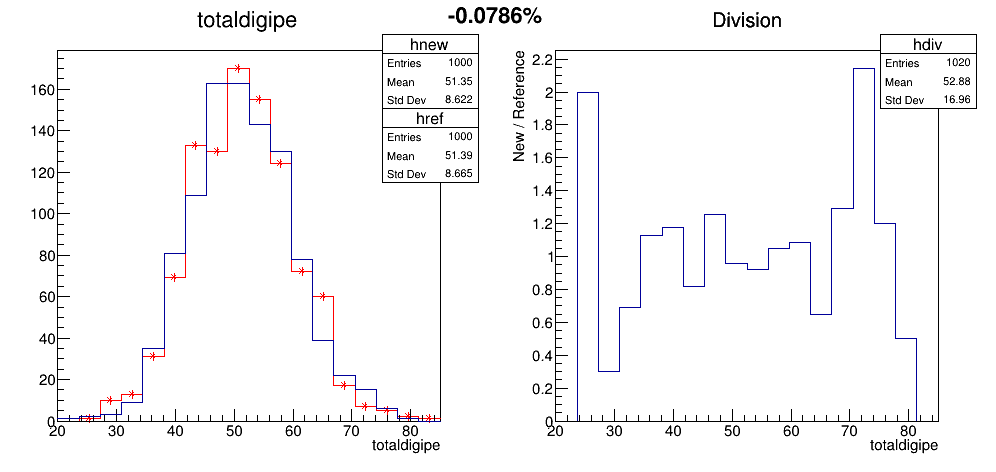 -0.0786%
totaldigipe
hnew
Entries 1000
Mean 51.35
Std Dev 8.622
href
Entries 1000
Mean 51.39
Std Dev 8.665
160
140
120
100
80
60
40
20
0
20 30 40 50 60 70 80
totaldigipe
Division
hdiv
Entries 1020
Mean 52.88
Std Dev 16.96
New / Reference
2.2
2
1.8
1.6
1.4
1.2
1
0.8
0.6
0.4
0.2
0
20 30 40 50 60 70 80
totaldigipe